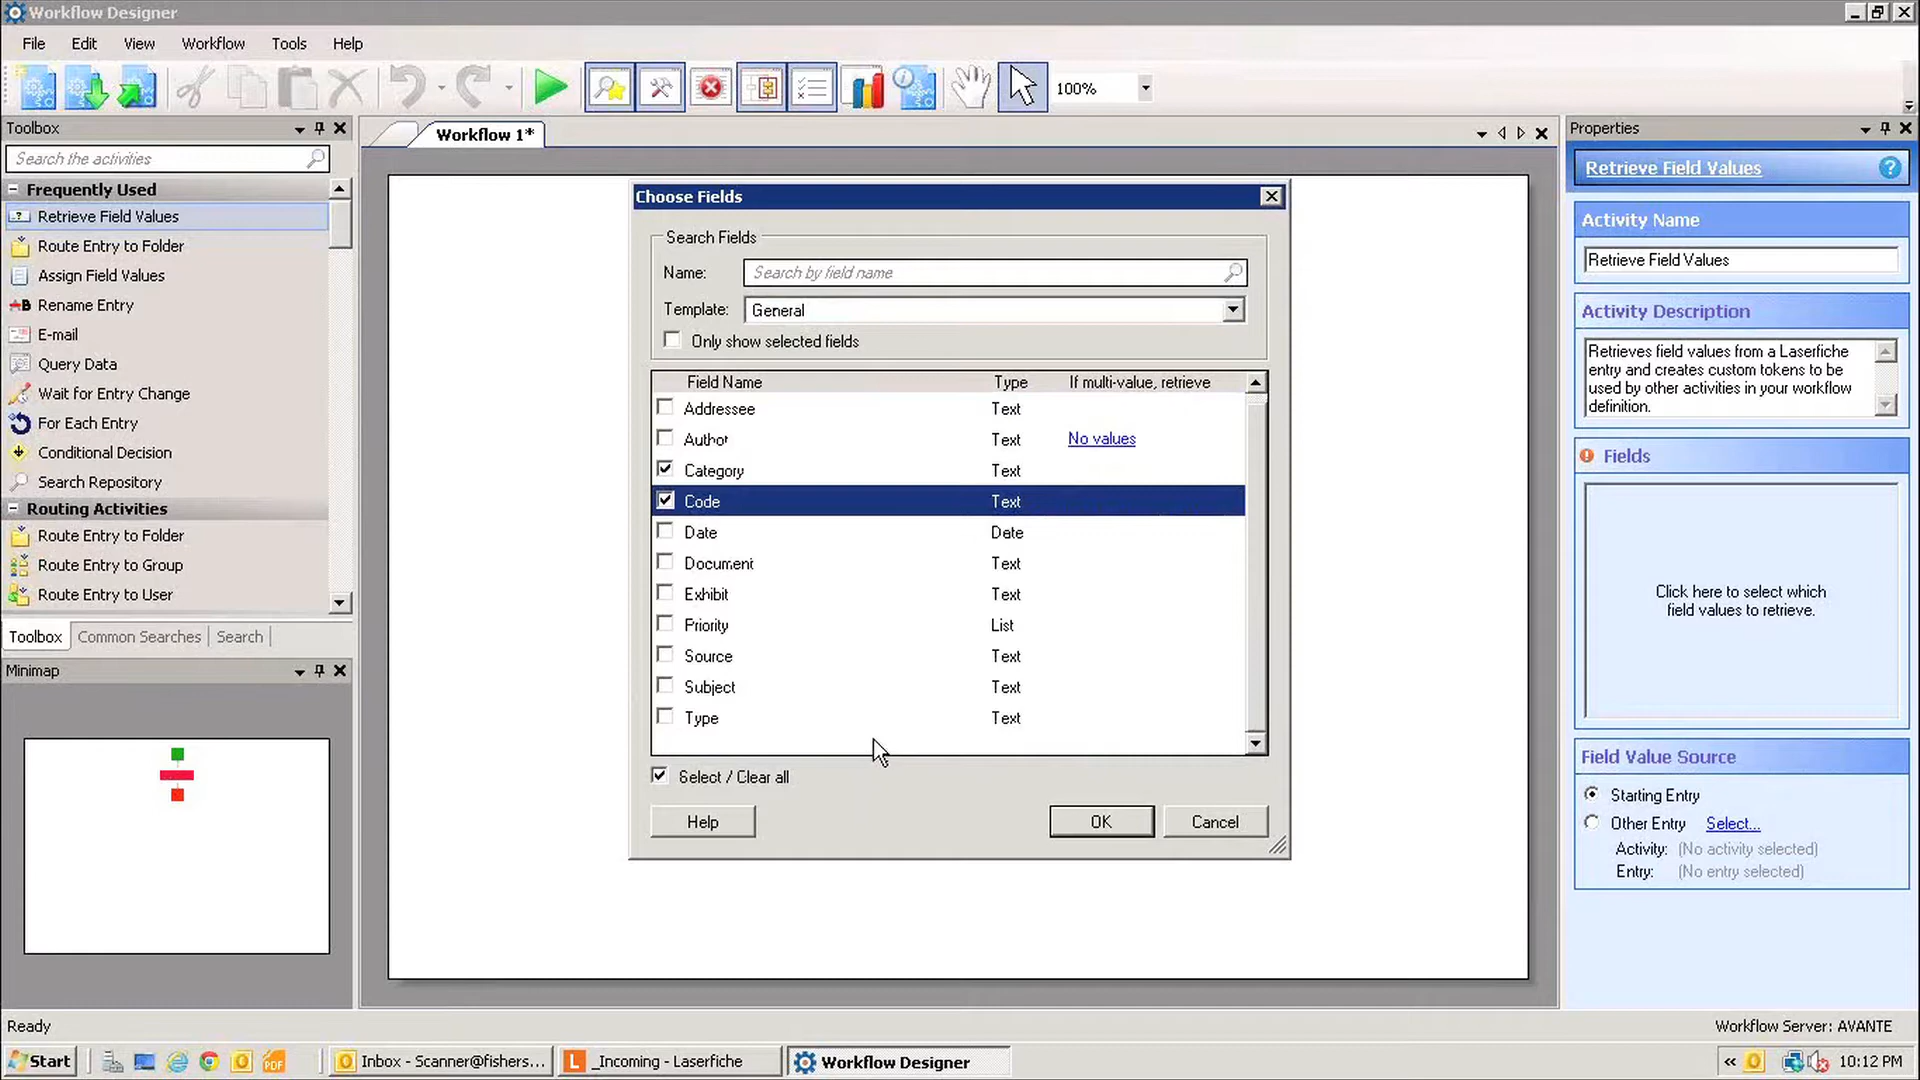 Workflow Designer
File Edit View Workflow Tools Help
100%
Toolbox
Search the activities
Frequently Used
Retrieve Field Values
Route Entry to Folder
Assign Field Values
Rename Entry
E-mail
Query Data
Wait for Entry Change
For Each Entry
Conditional Decision
Search Repository
Routing Activities
Route Entry to Folder
Route Entry to Group
Route Entry to User
Toolbox Common Searches Search
Minimap
Workflow 1*
Choose Fields
Search Fields
Name: Search by field name
Template: General
Only show selected fields
Field Name Type If multi-value, retrieve
Addressee Text
Author Text No values
Category Text
Code Text
Date Date
Document Text
Exhibit Text
Priority List
Source Text
Subject Text
Type Text
Select / Clear all
Help OK Cancel
Properties
Retrieve Field Values
Activity Name
Retrieve Field Values
Activity Description
Retrieves field values from a Laserfiche
entry and creates custom tokens to
be used by other activities in your workflow
definition.
Fields
Click here to select which
field values to retrieve.
Field Value Source
Starting Entry
Other Entry Select...
Activity: (No activity selected)
Entry: (No entry selected)
Ready
Workflow Server: AVANTE
Start
PDF
Inbox - Scanner@fishers...
L _Incoming - Laserfiche
Workflow Designer
« 10:12 PM